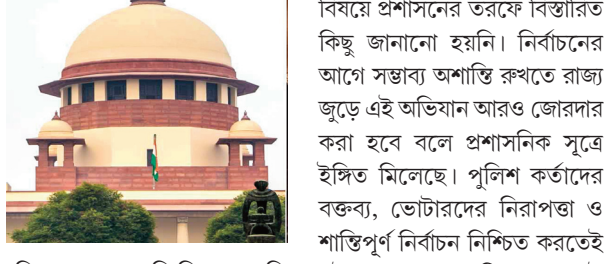 বিষয়ে প্রশাসনের তরফে বিস্তারিত
কিছু জানানো হয়নি। নির্বাচনের
আগে সম্ভাব্য অশান্তি রুখতে রাজ্য
জুড়ে এই অভিযান আরও জোরদার
করা হবে বলে প্রশাসনিক সূত্রে
ইঙ্গিত মিলেছে। পুলিশ কর্তাদের
বক্তব্য, ভোটারদের নিরাপত্তা ও
শান্তিপূর্ণ নির্বাচন নিশ্চিত করতেই